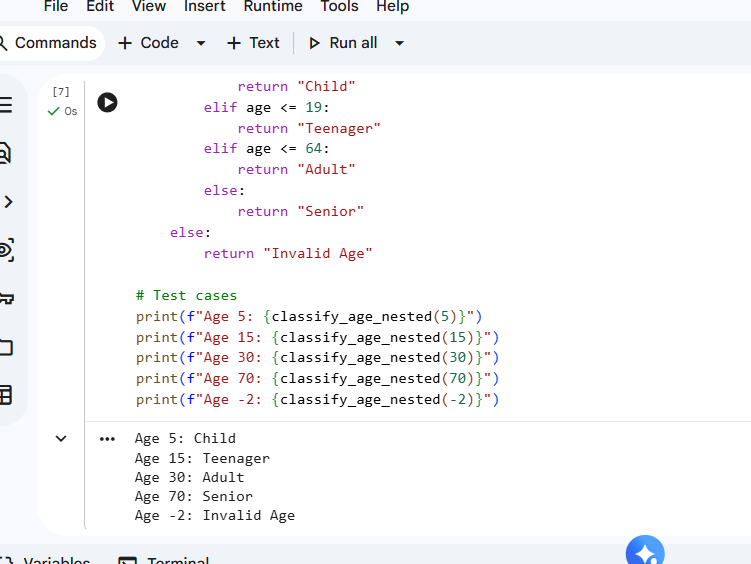 File Edit View Insert Runtime Tools Help
Commands + Code + Text Run all
[7]
0s
return "Child"
elif age <= 19:
return "Teenager"
elif age <= 64:
return "Adult"
else:
return "Senior"
else:
return "Invalid Age"
# Test cases
print(f"Age 5: {classify_age_nested(5)}")
print(f"Age 15: {classify_age_nested(15)}")
print(f"Age 30: {classify_age_nested(30)}")
print(f"Age 70: {classify_age_nested(70)}")
print(f"Age -2: {classify_age_nested(-2)}")
Age 5: Child
Age 15: Teenager
Age 30: Adult
Age 70: Senior
Age -2: Invalid Age
Variables Terminal